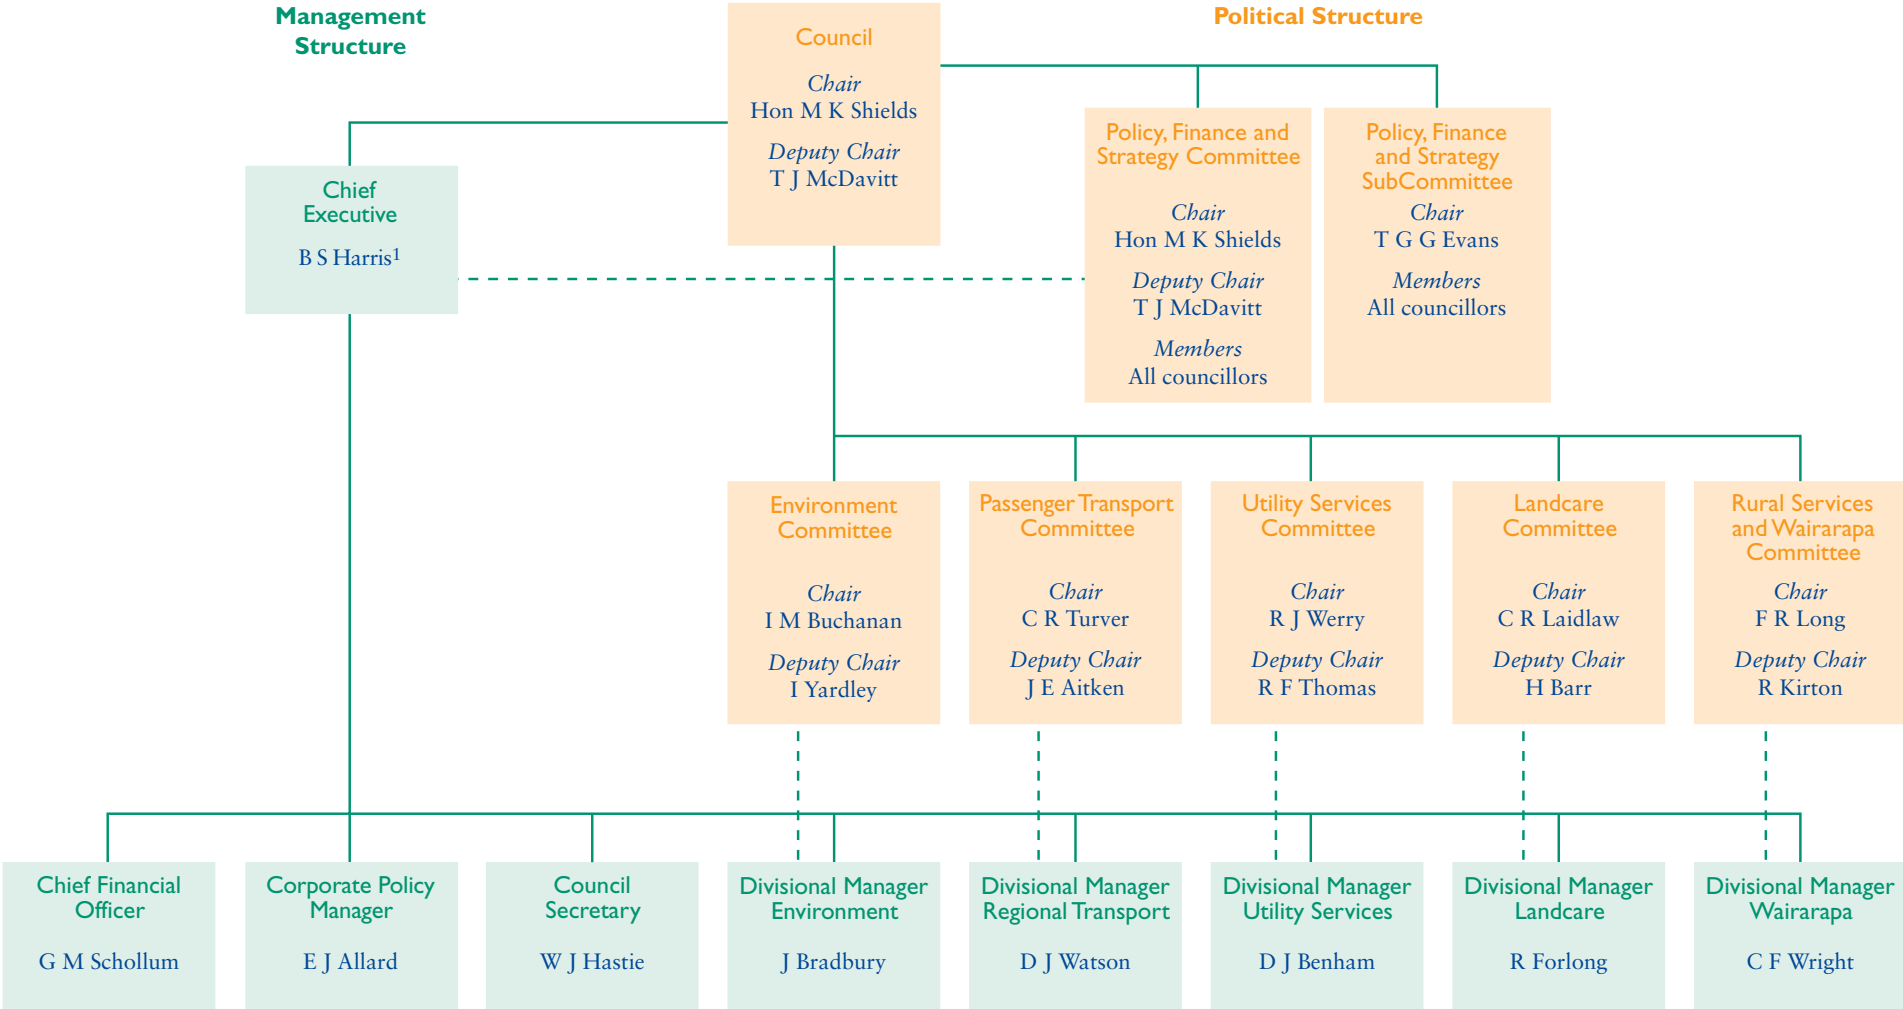 Management
Structure
Political Structure
Council
Chair
Hon M K Shields
Deputy Chair
T J McDavitt
Chief
Executive
B S Harris1
Policy, Finance and
Strategy Committee
Chair
Hon M K Shields
Deputy Chair
T J McDavitt
Members
All councillors
Policy, Finance
and Strategy
SubCommittee
Chair
T G G Evans
Members
All councillors
Environment
Committee
Chair
I M Buchanan
Deputy Chair
I Yardley
Passenger Transport
Committee
Chair
C R Turver
Deputy Chair
J E Aitken
Utility Services
Committee
Chair
R J Werry
Deputy Chair
R F Thomas
Landcare
Committee
Chair
C R Laidlaw
Deputy Chair
H Barr
Rural Services
and Wairarapa
Committee
Chair
F R Long
Deputy Chair
R Kirton
Chief Financial
Officer
G M Schollum
Corporate Policy
Manager
E J Allard
Council
Secretary
W J Hastie
Divisional Manager
Environment
J Bradbury
Divisional Manager
Regional Transport
D J Watson
Divisional Manager
Utility Services
D J Benham
Divisional Manager
Landcare
R Forlong
Divisional Manager
Wairarapa
C F Wright